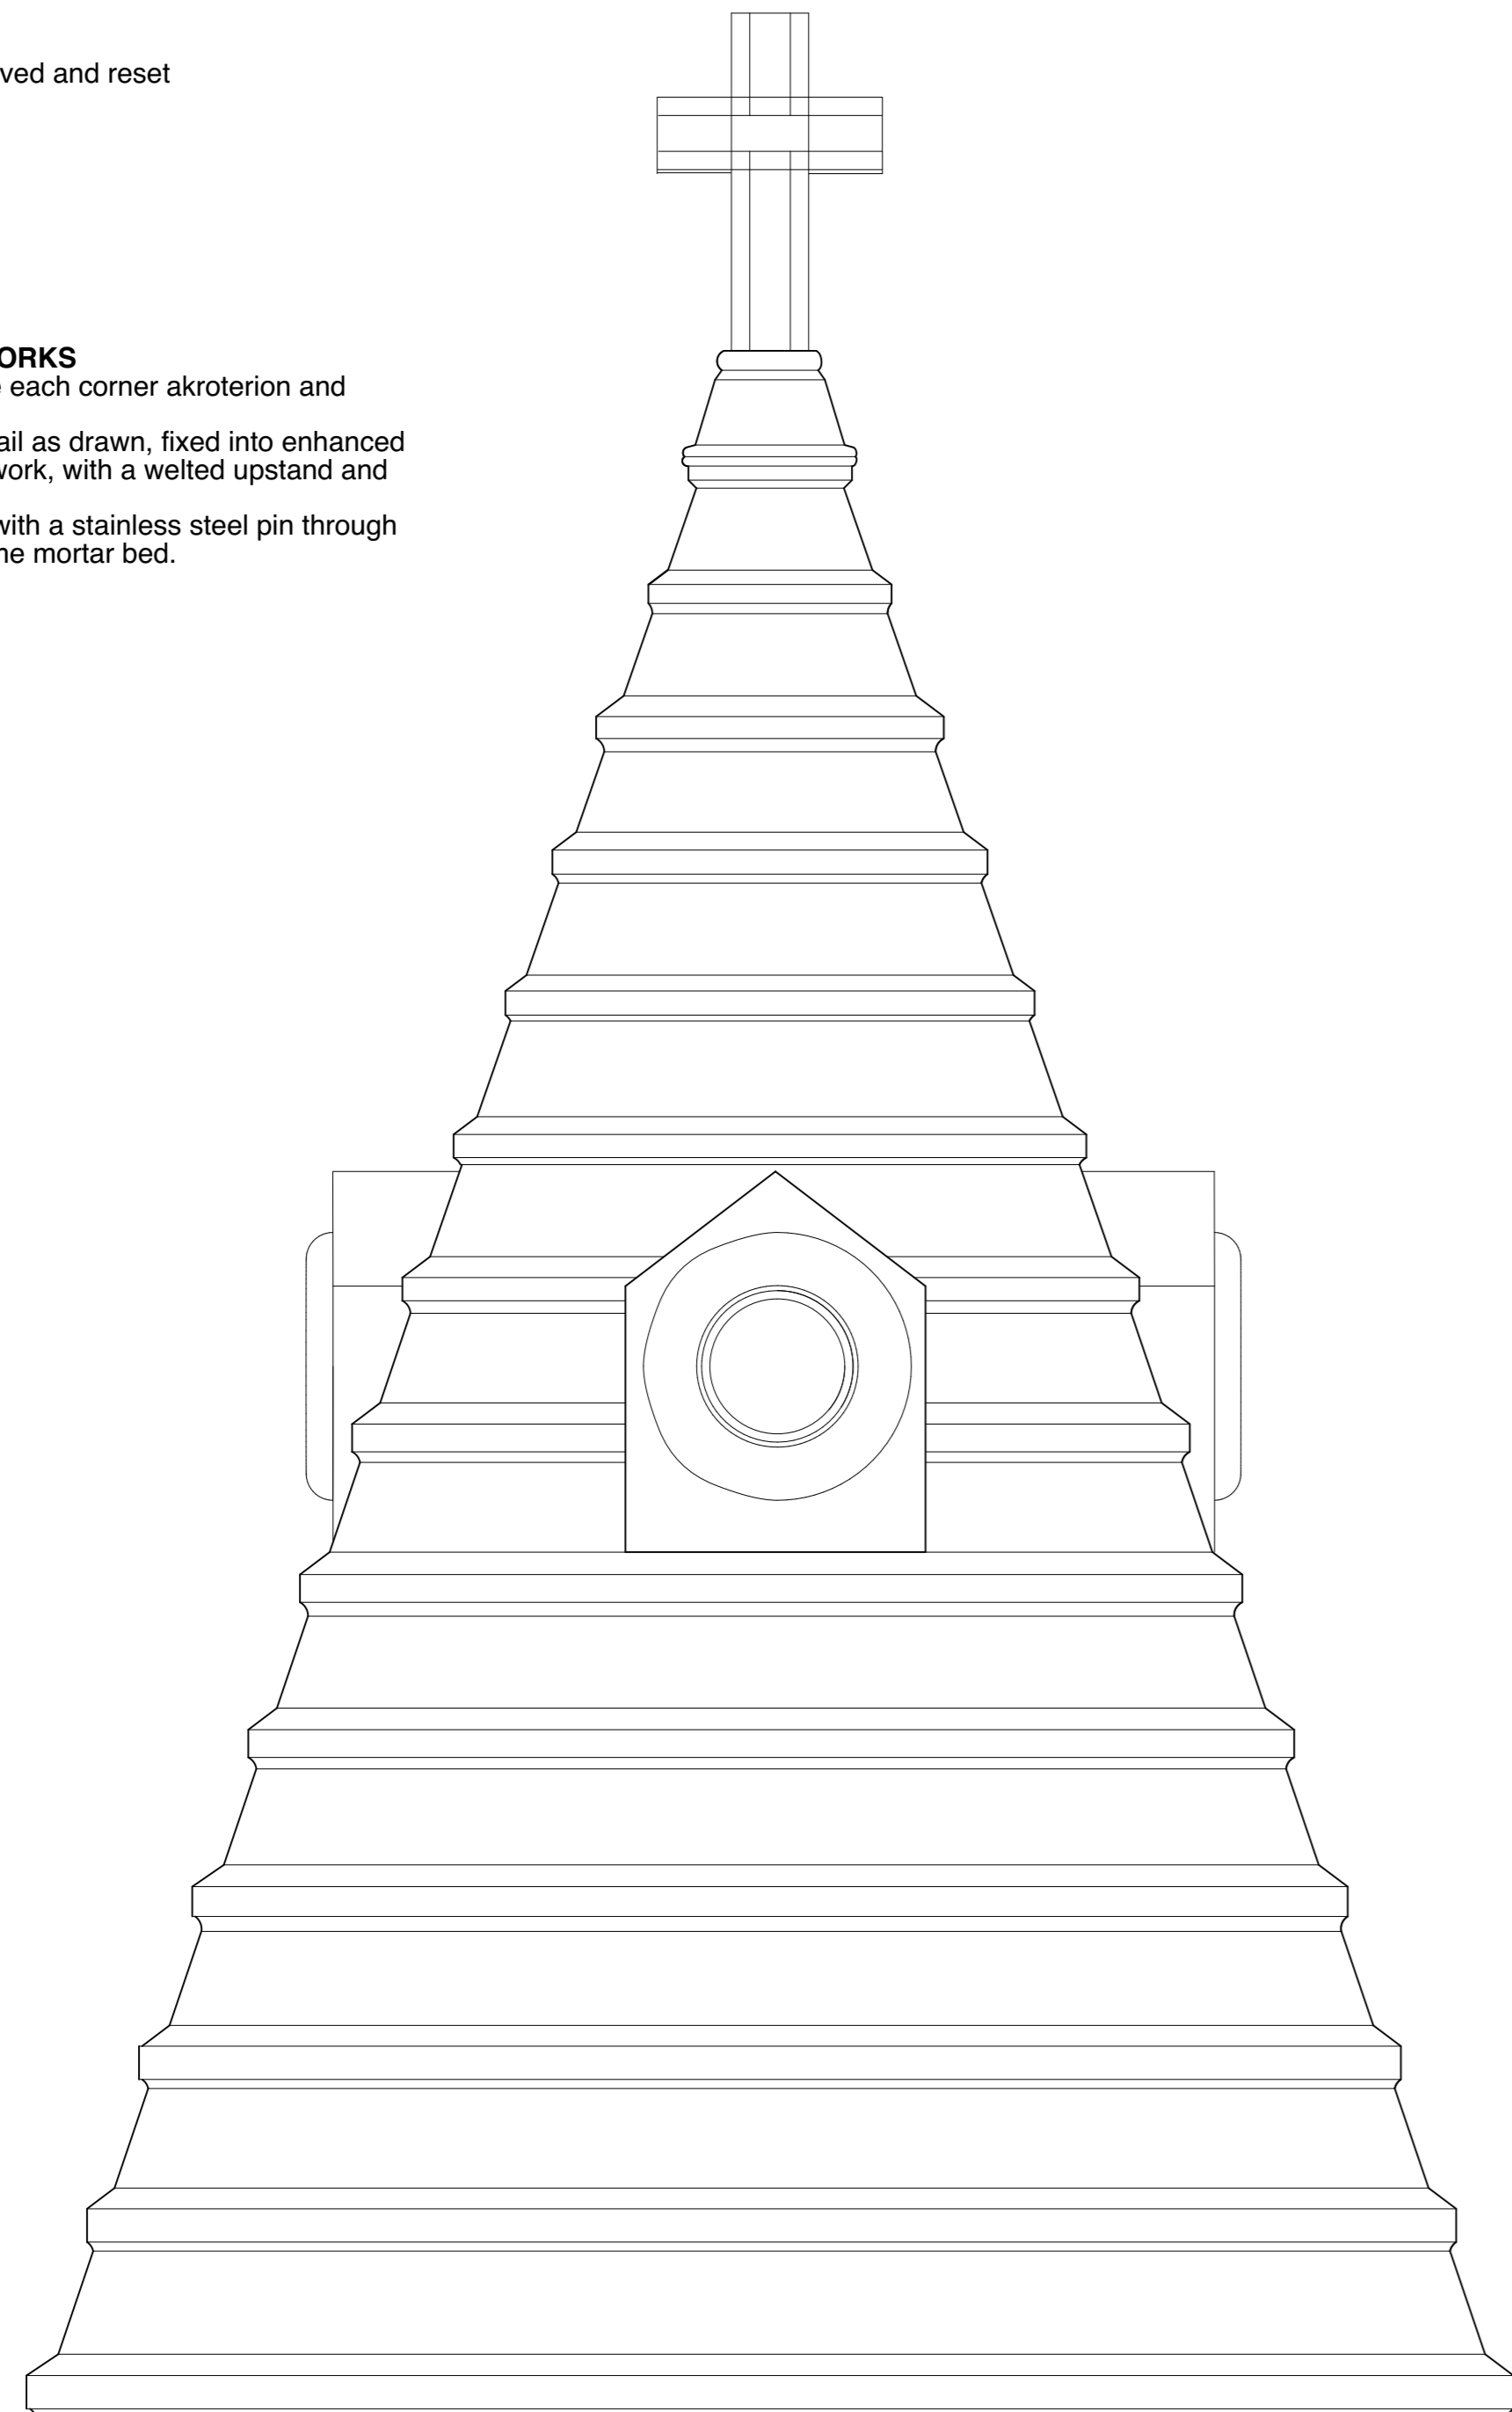 ved and reset
ORKS
each corner akroterion and
ail as drawn, fixed into enhanced
work, with a welted upstand and
with a stainless steel pin through
mortar bed.